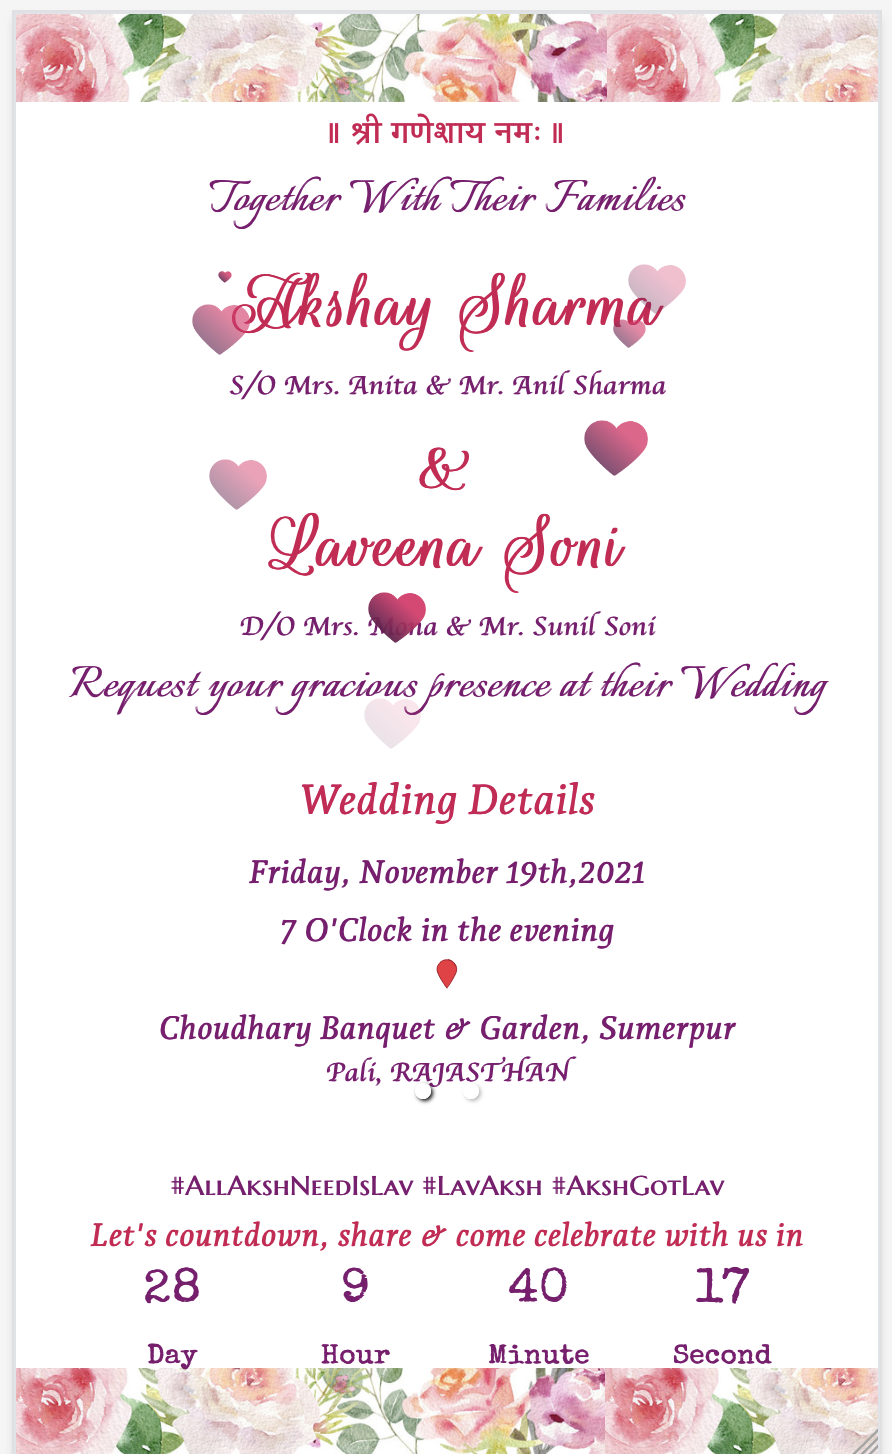 ॥ श्री गणेशाय नमः ॥
Together With Their Families
Akshay Sharma
S/O Mrs. Anita & Mr. Anil Sharma
&
Laveena Soni
D/O Mrs. Mona & Mr. Sunil Soni
Request your gracious presence at their Wedding
Wedding Details
Friday, November 19th,2021
7 O'Clock in the evening
Choudhary Banquet & Garden, Sumerpur
Pali, RAJASTHAN
#AllAkshNeedIsLav #LavAksh #AkshGotLav
Let's countdown, share & come celebrate with us in
28 9 40 17
Day Hour Minute Second